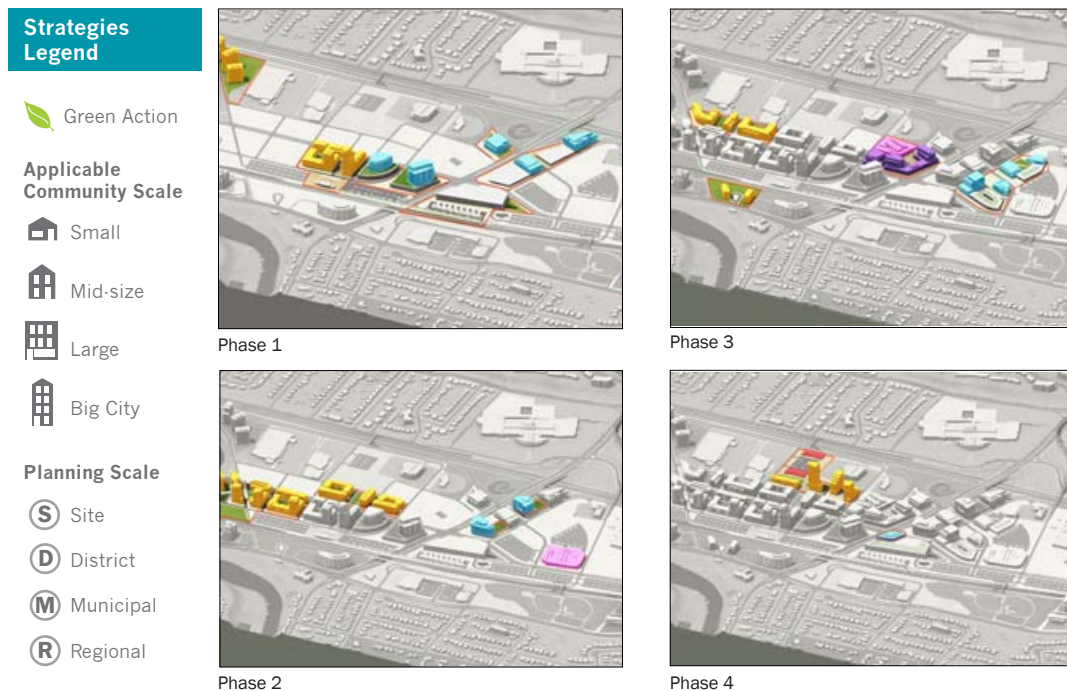 Strategies
Legend
Green Action
Applicable
Community Scale
Small
Mid-size
Large
Big City
Planning Scale
S Site
D District
M Municipal
R Regional
Phase 1
Phase 3
Phase 2
Phase 4